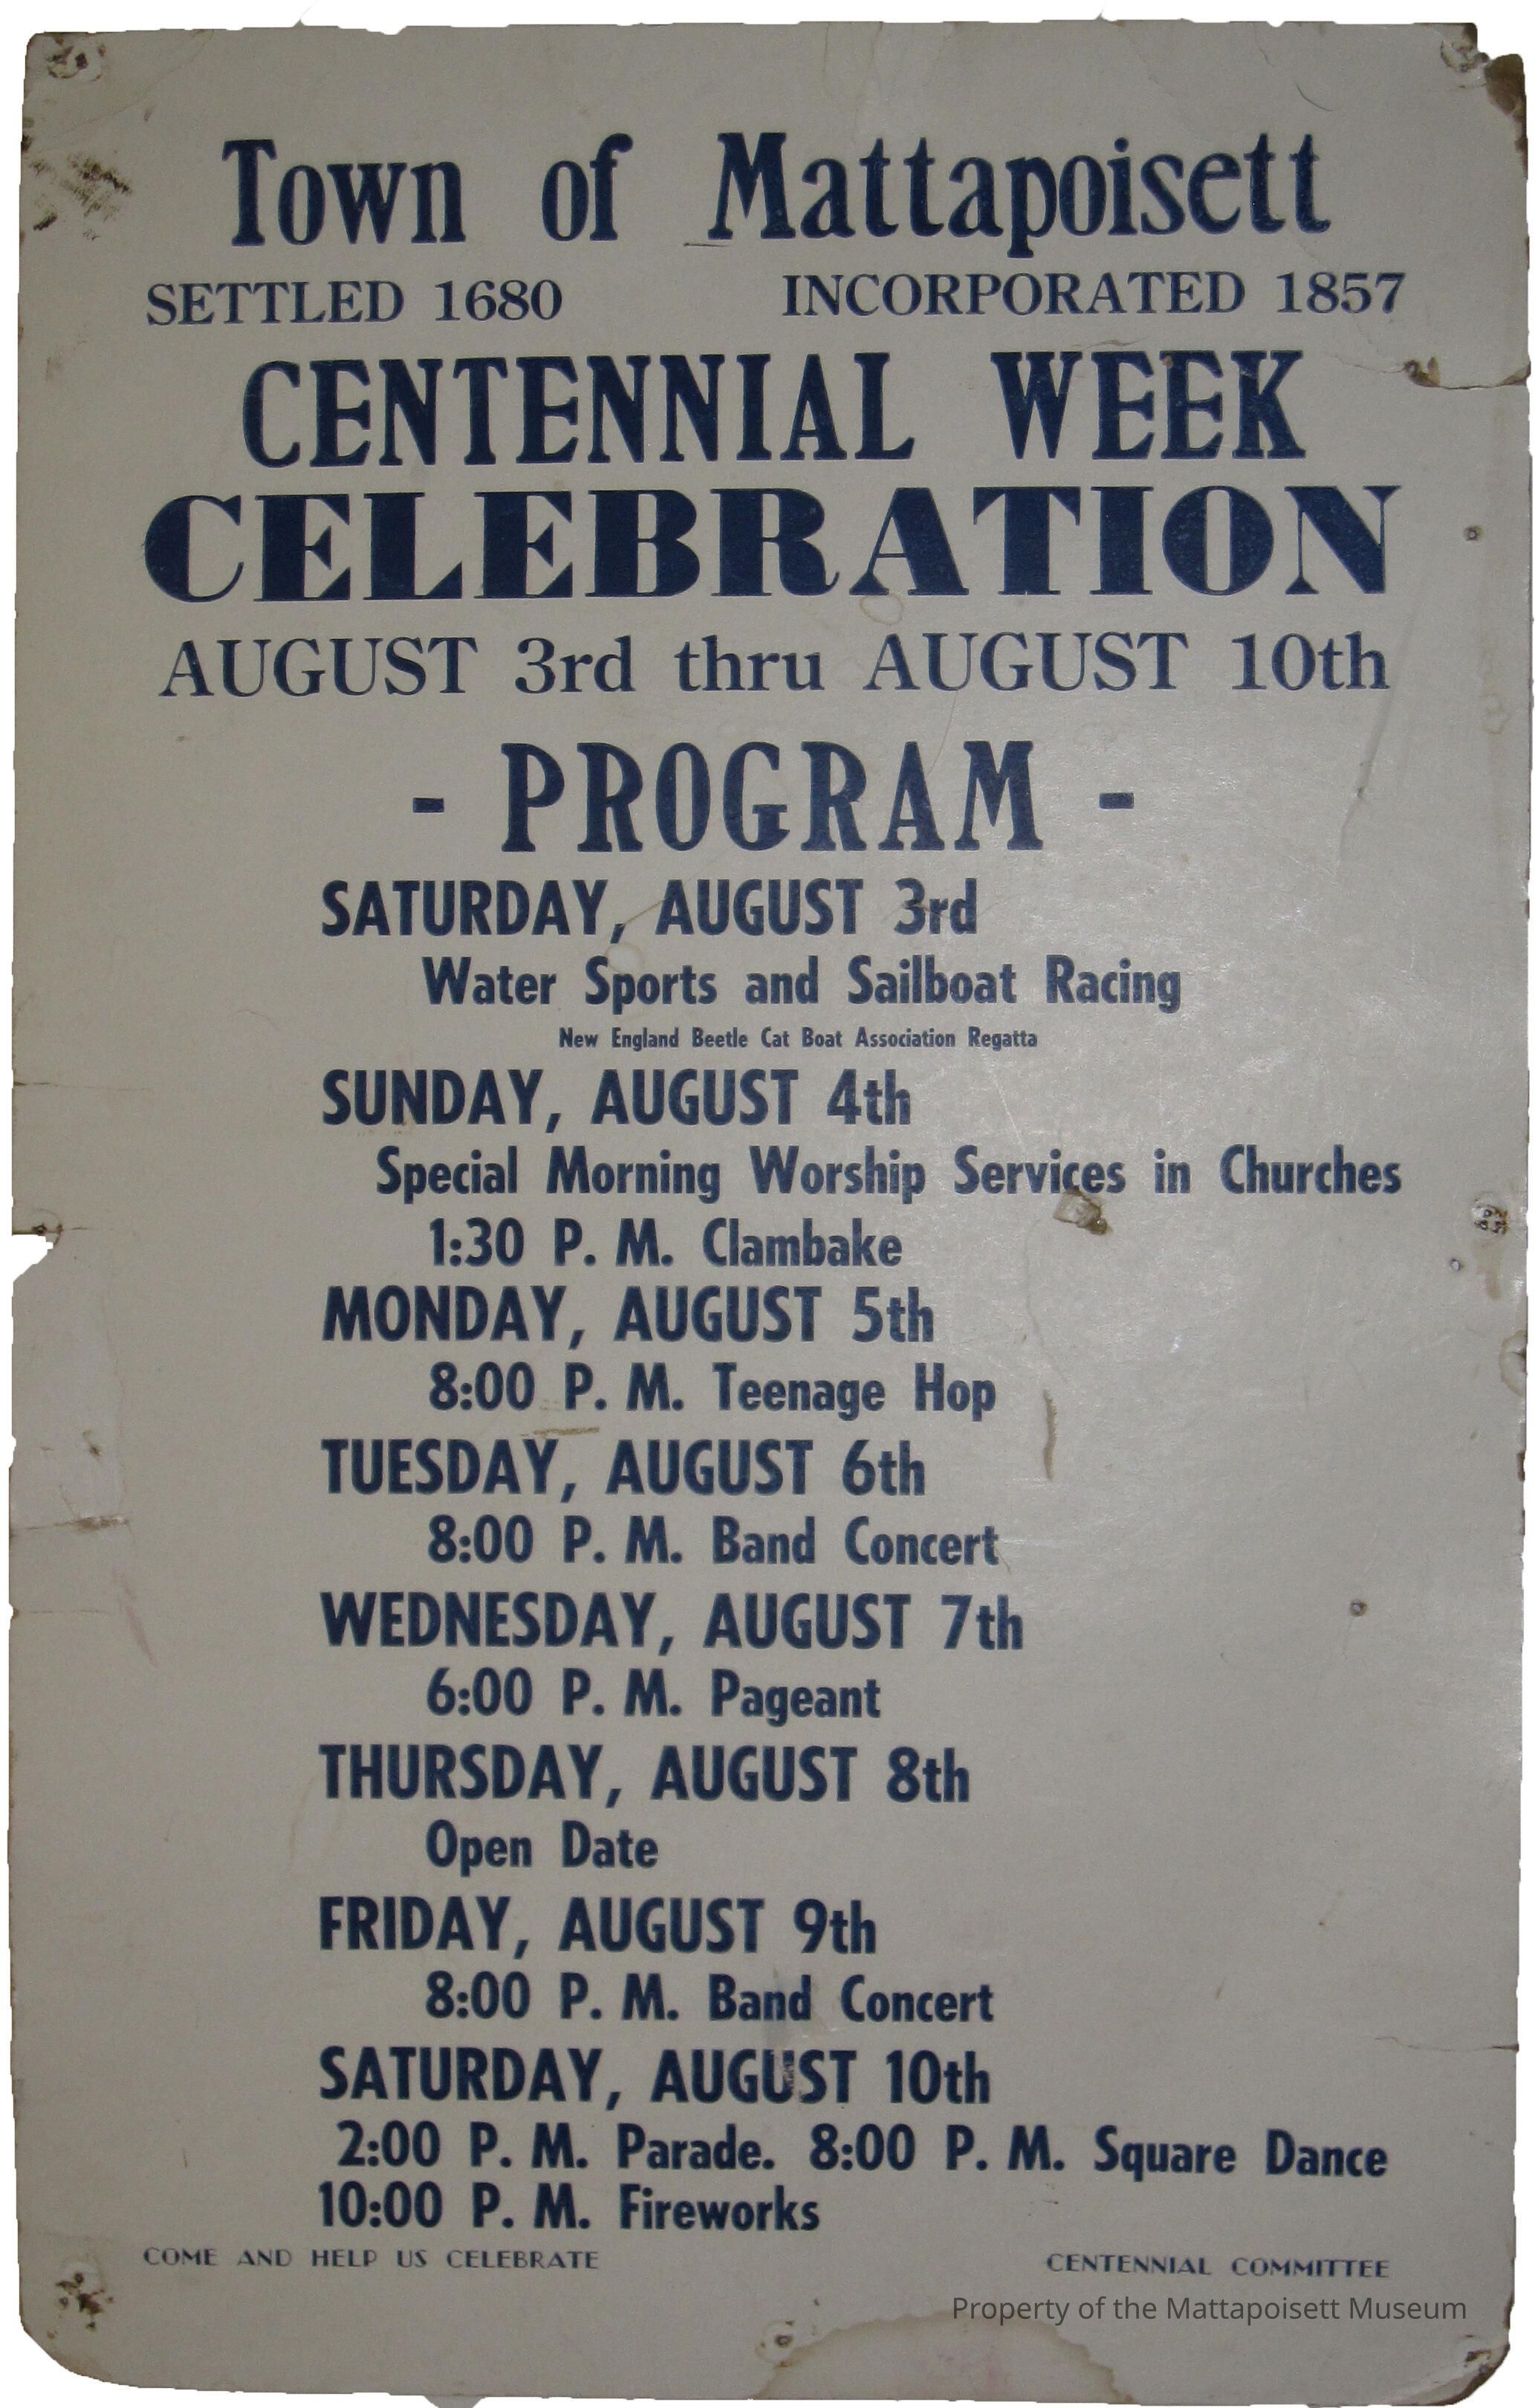 Town of Mattapoisett
SETTLED 1680 INCORPORATED 1857
CENTENNIAL WEEK
CELEBRATION
AUGUST 3rd thru AUGUST 10th
- PROGRAM -
SATURDAY, AUGUST 3rd
Water Sports and Sailboat Racing
New England Beetle Cat Boat Association Regatta
SUNDAY, AUGUST 4th
Special Morning Worship Services in Churches
1:30 P. M. Clambake
MONDAY, AUGUST 5th
8:00 P. M. Teenage Hop
TUESDAY, AUGUST 6th
8:00 P. M. Band Concert
WEDNESDAY, AUGUST 7th
6:00 P. M. Pageant
THURSDAY, AUGUST 8th
Open Date
FRIDAY, AUGUST 9th
8:00 P. M. Band Concert
SATURDAY, AUGUST 10th
2:00 P. M. Parade. 8:00 P. M. Square Dance
10:00 P. M. Fireworks
COME AND HELP US CELEBRATE CENTENNIAL COMMITTEE
Property of the Mattapoisett Museum